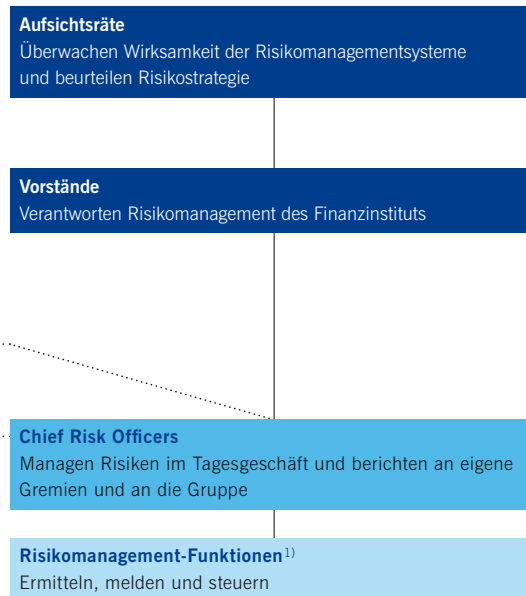 Aufsichtsräte
Überwachen Wirksamkeit der Risikomanagementsysteme
und beurteilen Risikostrategie
Vorstände
Verantworten Risikomanagement des Finanzinstituts
Chief Risk Officers
Managen Risiken im Tagesgeschäft und berichten an eigene
Gremien und an die Gruppe
Risikomanagement-Funktionen1)
Ermitteln, melden und steuern